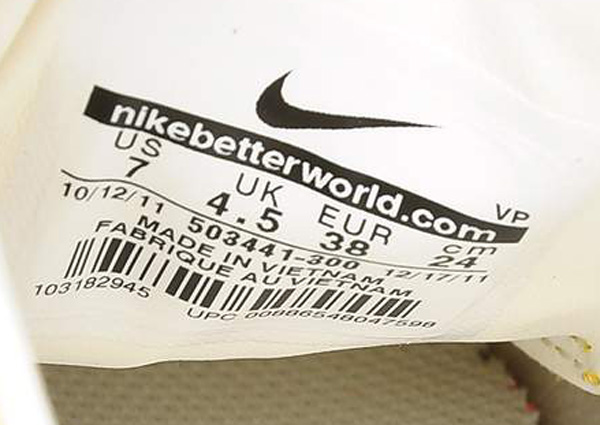 nikebetterworld.com
VP
US UK EUR cm
7 4.5 38 24
10/12/11 503441-300 12/17/11
MADE IN VIETNAM
FABRIQUE AU VIETNAM
103182945 UPC 00886548047598